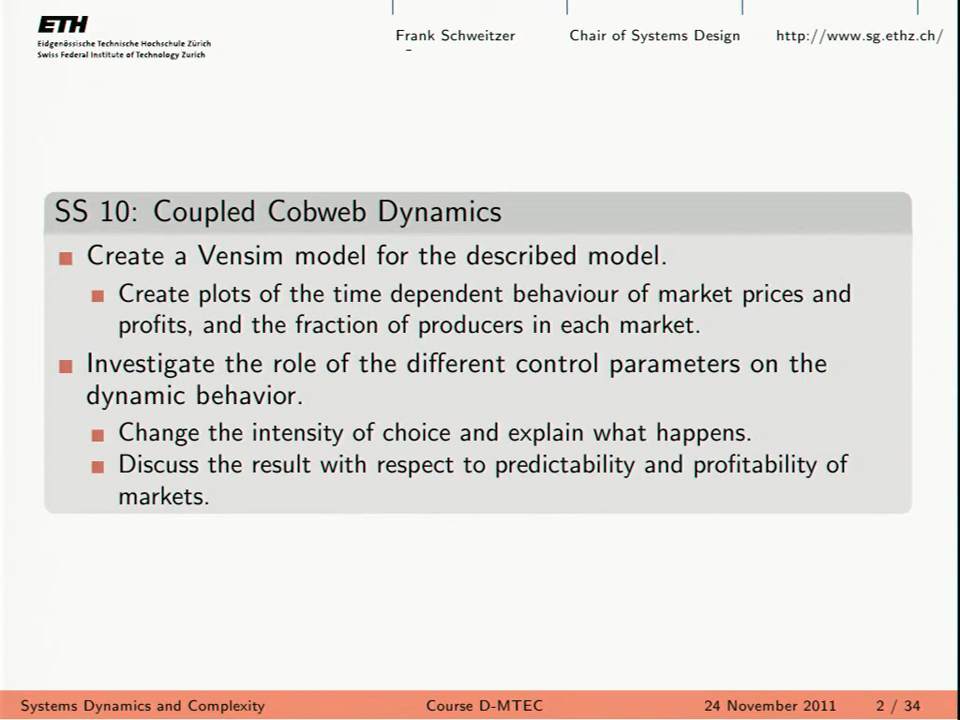 ETH
Eidgenössische Technische Hochschule Zürich
Swiss Federal Institute of Technology Zurich
Frank Schweitzer
Chair of Systems Design
http://www.sg.ethz.ch/
SS 10: Coupled Cobweb Dynamics
Create a Vensim model for the described model.
Create plots of the time dependent behaviour of market prices and
profits, and the fraction of producers in each market.
Investigate the role of the different control parameters on the
dynamic behavior.
Change the intensity of choice and explain what happens.
Discuss the result with respect to predictability and profitability of
markets.
Systems Dynamics and Complexity
Course D-MTEC
24 November 2011
2 / 34